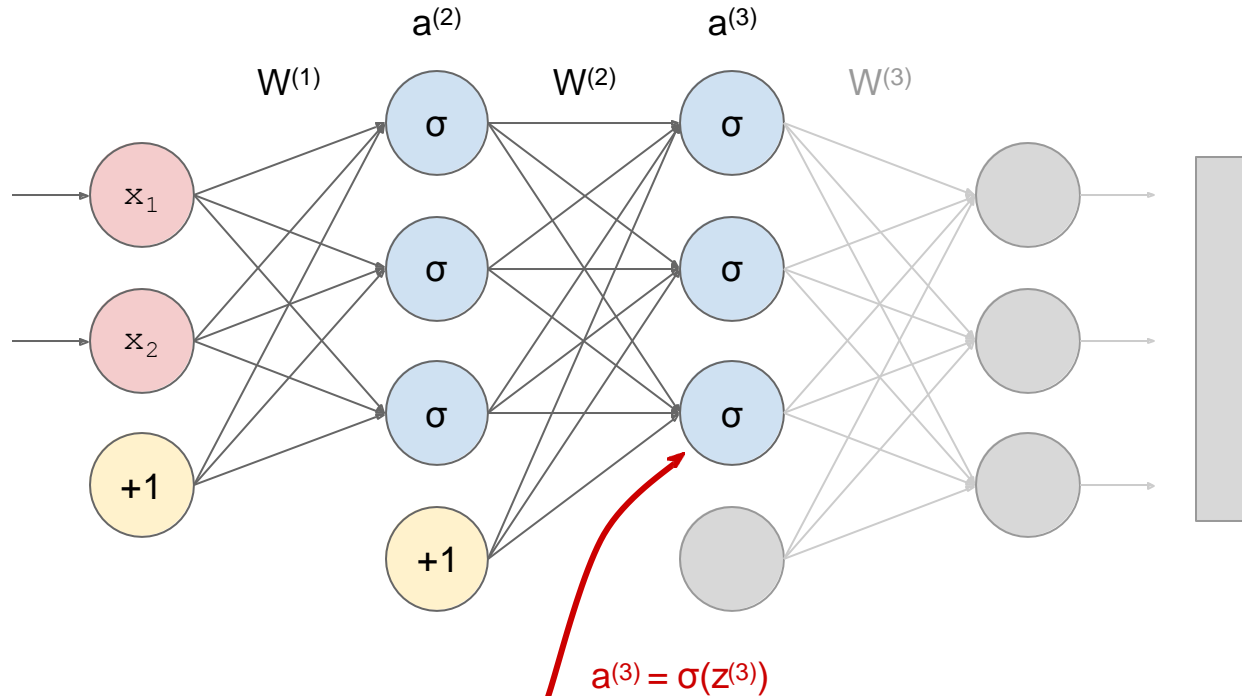 a⁽²⁾ a⁽³⁾
W⁽¹⁾ W⁽²⁾ W⁽³⁾
σ σ
x₁
σ σ
x₂
σ σ
+1
+1
a⁽³⁾ = σ(z⁽³⁾)